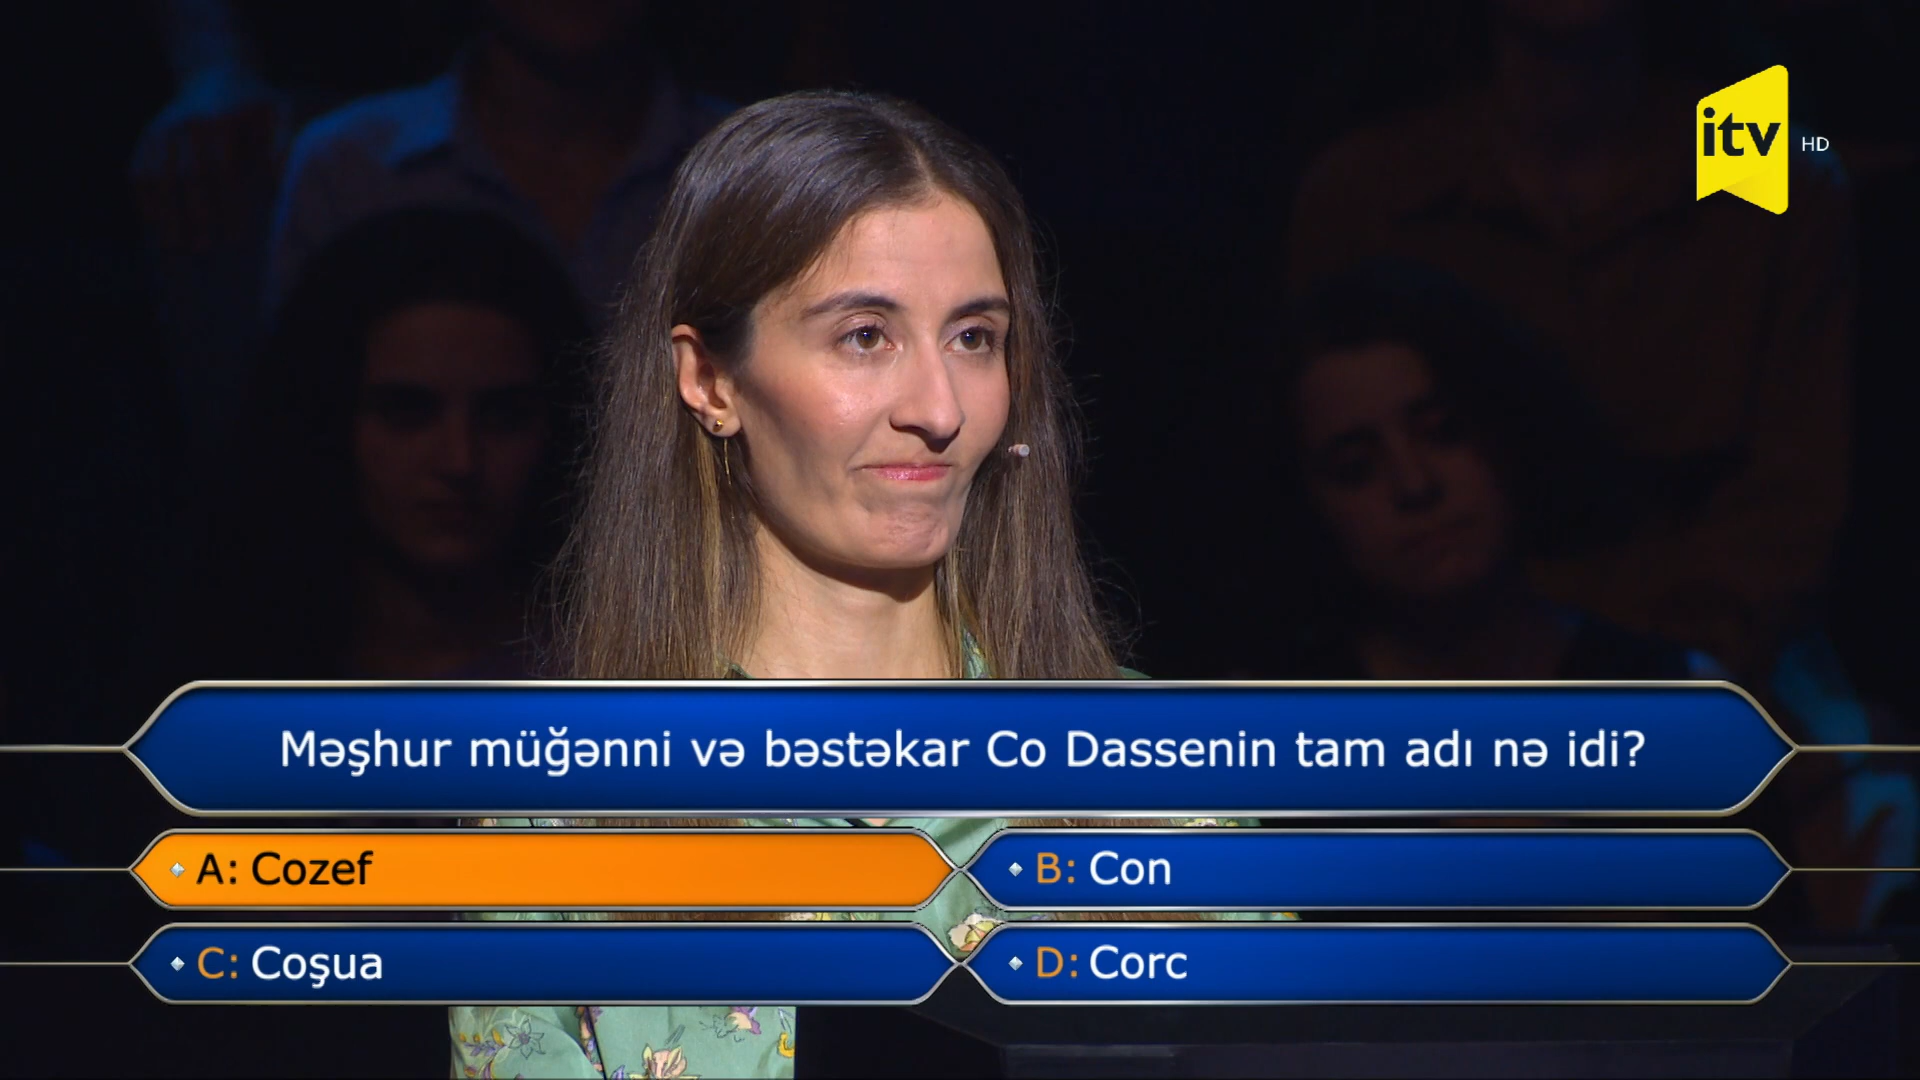 itv HD
Məşhur müğənni və bəstəkar Co Dassenin tam adı nə idi?
A: Cozef
B: Con
C: Coşua
D: Corc